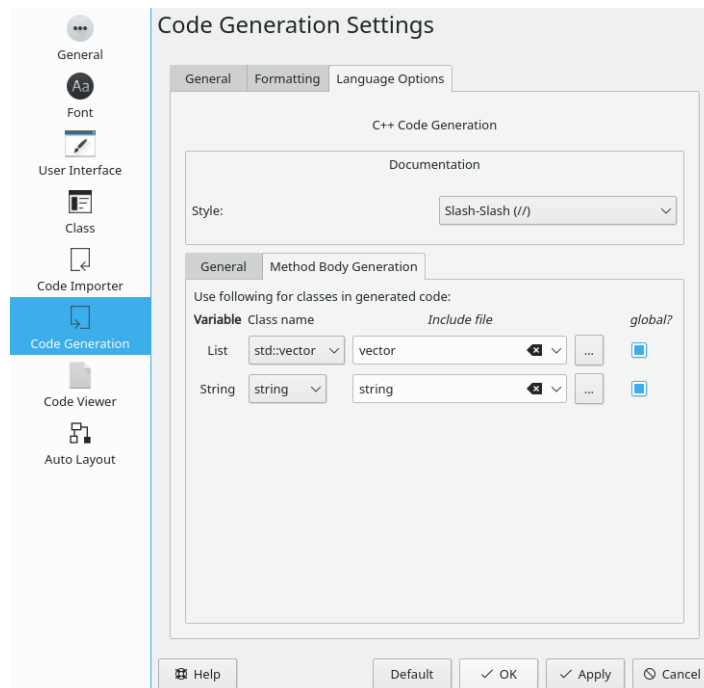 Code Generation Settings
General
Aa
Font
User Interface
Class
Code Importer
Code Generation
Code Viewer
Auto Layout
General Formatting Language Options
C++ Code Generation
Documentation
Style: Slash-Slash (//)
General Method Body Generation
Use following for classes in generated code:
Variable Class name Include file global?
List std::vector vector ...
String string string ...
Help Default OK Apply Cancel